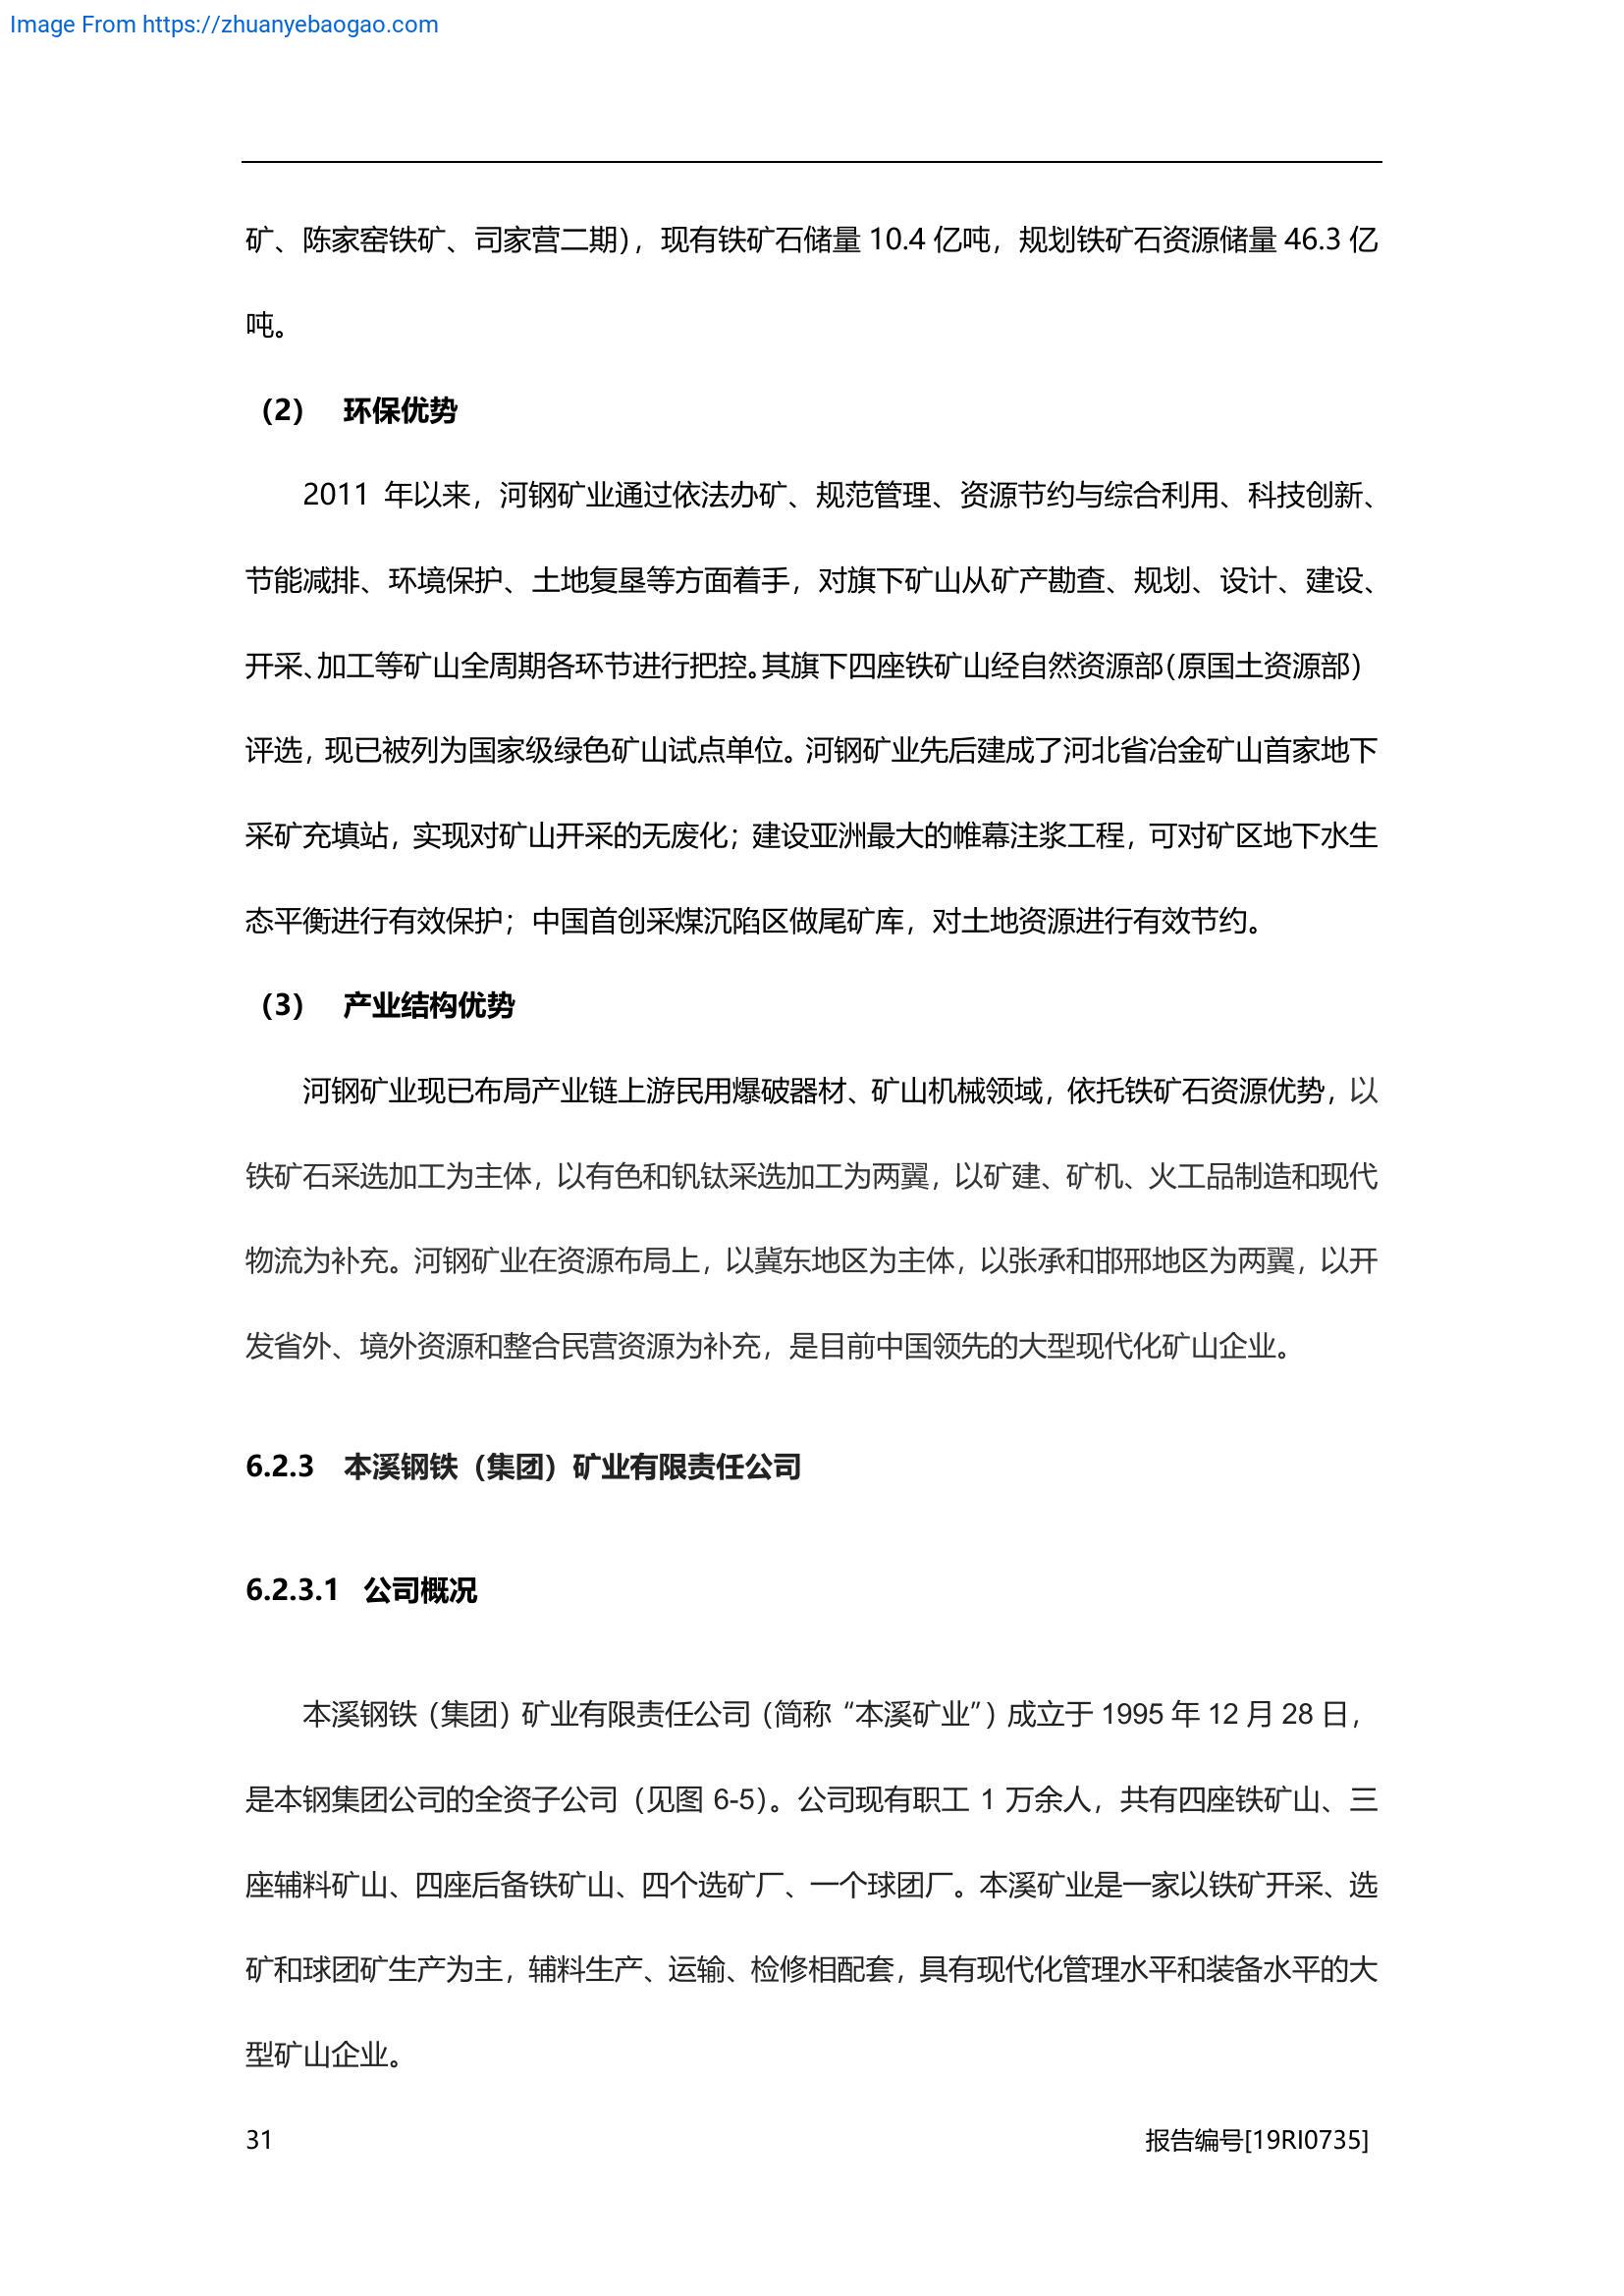 Image From https://zhuanyebaogao.com
矿、陈家窑铁矿、司家营二期），现有铁矿石储量 10.4 亿吨，规划铁矿石资源储量 46.3 亿
吨。
（2） 环保优势
2011 年以来，河钢矿业通过依法办矿、规范管理、资源节约与综合利用、科技创新、
节能减排、环境保护、土地复垦等方面着手，对旗下矿山从矿产勘查、规划、设计、建设、
开采、加工等矿山全周期各环节进行把控。其旗下四座铁矿山经自然资源部（原国土资源部）
评选，现已被列为国家级绿色矿山试点单位。河钢矿业先后建成了河北省冶金矿山首家地下
采矿充填站，实现对矿山开采的无废化；建设亚洲最大的帷幕注浆工程，可对矿区地下水生
态平衡进行有效保护；中国首创采煤沉陷区做尾矿库，对土地资源进行有效节约。
（3） 产业结构优势
河钢矿业现已布局产业链上游民用爆破器材、矿山机械领域，依托铁矿石资源优势，以
铁矿石采选加工为主体，以有色和钒钛采选加工为两翼，以矿建、矿机、火工品制造和现代
物流为补充。河钢矿业在资源布局上，以冀东地区为主体，以张承和邯邢地区为两翼，以开
发省外、境外资源和整合民营资源为补充，是目前中国领先的大型现代化矿山企业。
6.2.3 本溪钢铁（集团）矿业有限责任公司
6.2.3.1 公司概况
本溪钢铁（集团）矿业有限责任公司（简称“本溪矿业”）成立于 1995 年 12 月 28 日，
是本钢集团公司的全资子公司（见图 6-5）。公司现有职工 1 万余人，共有四座铁矿山、三
座辅料矿山、四座后备铁矿山、四个选矿厂、一个球团厂。本溪矿业是一家以铁矿开采、选
矿和球团矿生产为主，辅料生产、运输、检修相配套，具有现代化管理水平和装备水平的大
型矿山企业。
31 报告编号[19RI0735]